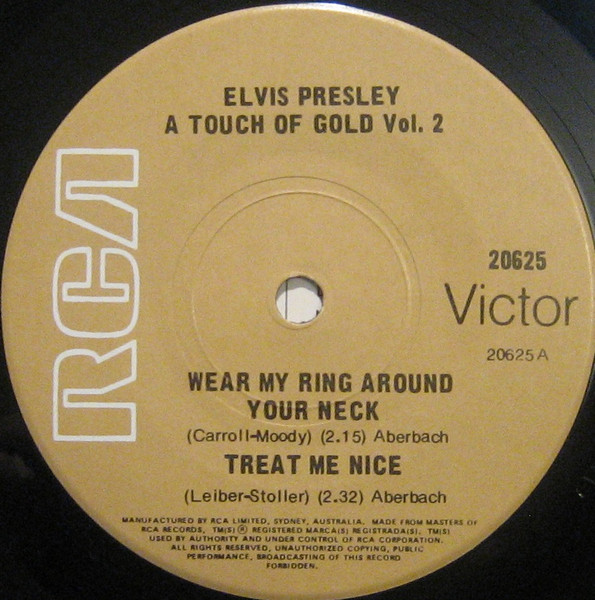 ELVIS PRESLEY
A TOUCH OF GOLD Vol. 2
RCA
20625
Victor
20625 A
WEAR MY RING AROUND
YOUR NECK
(Carroll-Moody) (2.15) Aberbach
TREAT ME NICE
(Leiber-Stoller) (2.32) Aberbach
MANUFACTURED BY RCA LIMITED, SYDNEY, AUSTRALIA. MADE FROM MASTERS OF
RCA RECORDS, TM(S) ® REGISTERED MARCA(S) REGISTRADA(S). TM(S)
USED BY AUTHORITY AND UNDER CONTROL OF RCA CORPORATION.
ALL RIGHTS RESERVED, UNAUTHORIZED COPYING, PUBLIC
PERFORMANCE, BROADCASTING OF THIS RECORD
FORBIDDEN.